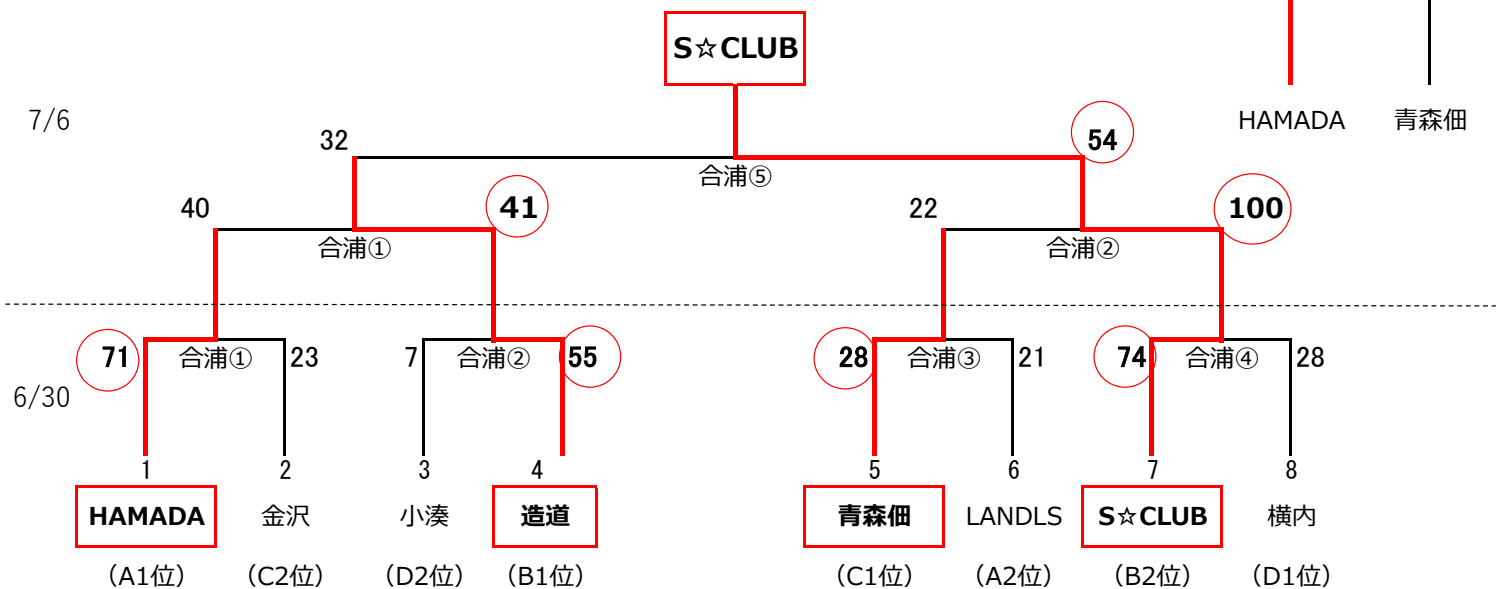 S☆CLUB
7/6
HAMADA 青森佃
32 54
合浦⑤
40 41 22 100
合浦① 合浦②
71 合浦① 23 7 合浦② 55 28 合浦③ 21 74 合浦④ 28
6/30
1 2 3 4 5 6 7 8
HAMADA 金沢 小湊 造道 青森佃 LANDLS S☆CLUB 横内
(A1位) (C2位) (D2位) (B1位) (C1位) (A2位) (B2位) (D1位)